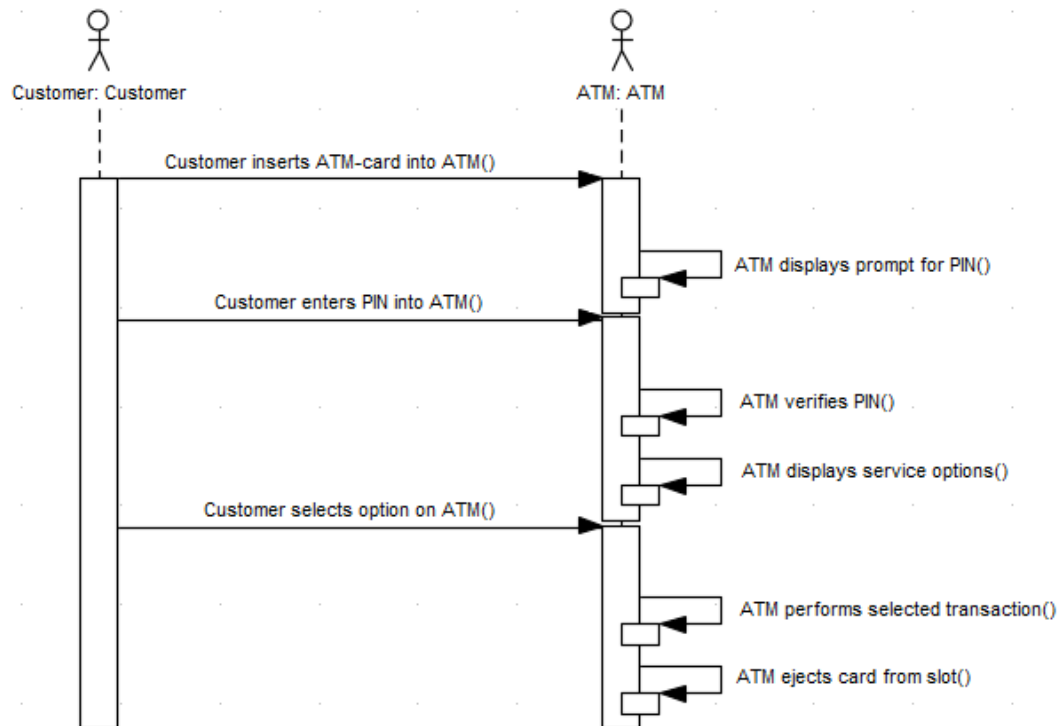 Customer: Customer
ATM: ATM
Customer inserts ATM-card into ATM()
ATM displays prompt for PIN()
Customer enters PIN into ATM()
ATM verifies PIN()
ATM displays service options()
Customer selects option on ATM()
ATM performs selected transaction()
ATM ejects card from slot()